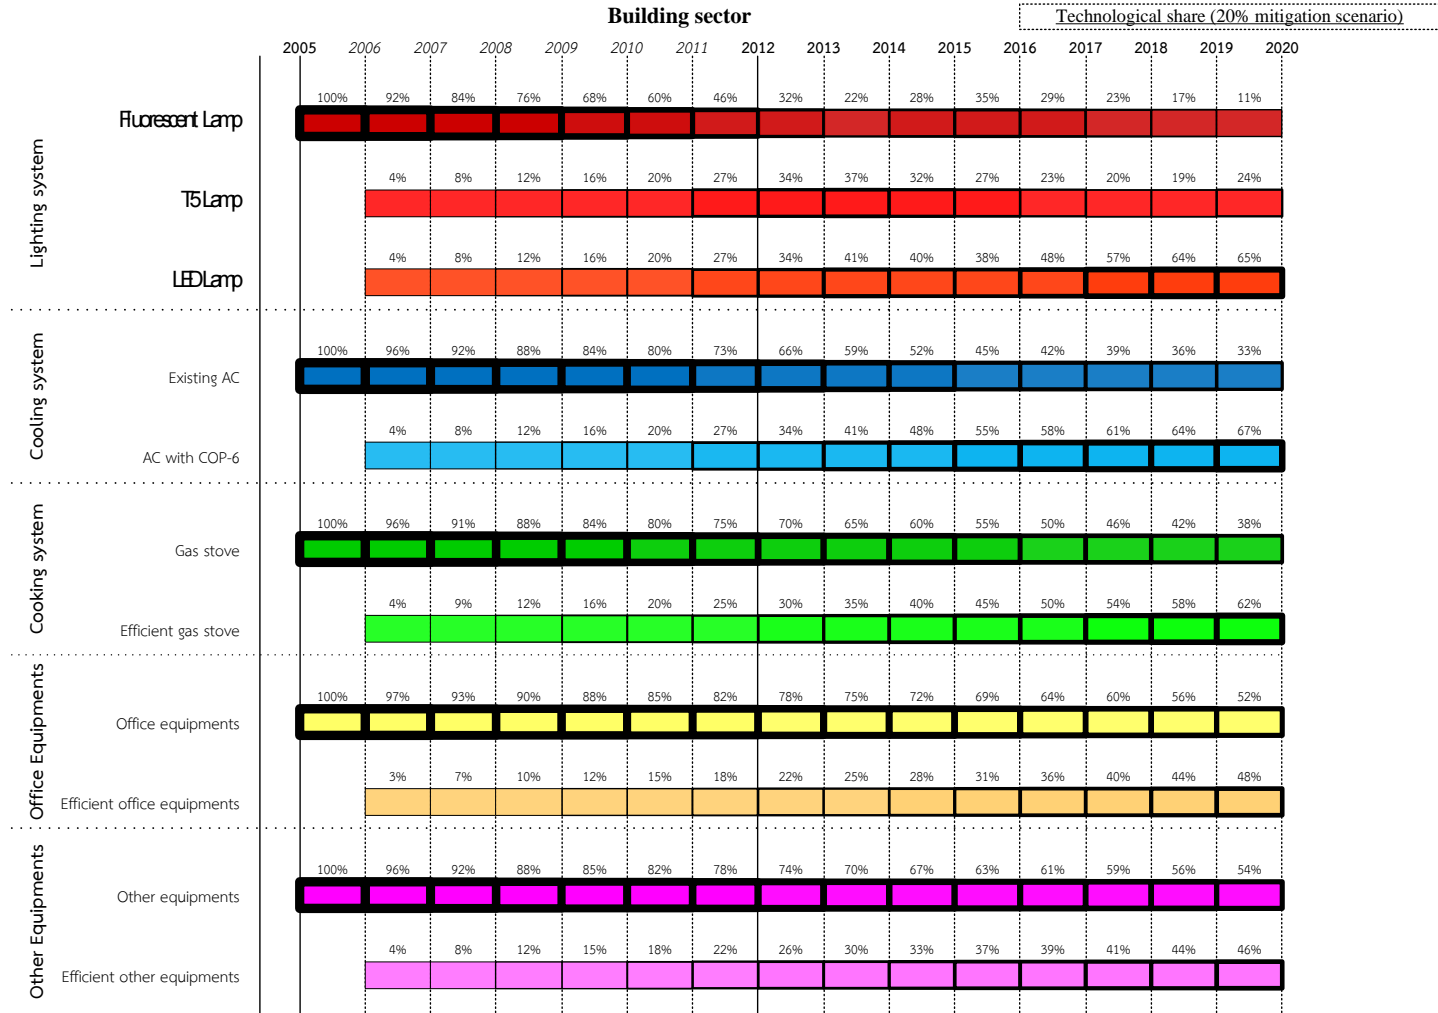 Building sector
Technological share (20% mitigation scenario)
2005 2006 2007 2008 2009 2010 2011 2012 2013 2014 2015 2016 2017 2018 2019 2020
Lighting system
100% 92% 84% 76% 68% 60% 46% 32% 22% 28% 35% 29% 23% 17% 11%
Fluorescent Lamp
4% 8% 12% 16% 20% 27% 34% 37% 32% 27% 23% 20% 19% 24%
T5 Lamp
4% 8% 12% 16% 20% 27% 34% 41% 40% 38% 48% 57% 64% 65%
LED Lamp
Cooling system
100% 96% 92% 88% 84% 80% 73% 66% 59% 52% 45% 42% 39% 36% 33%
Existing AC
4% 8% 12% 16% 20% 27% 34% 41% 48% 55% 58% 61% 64% 67%
AC with COP-6
Cooking system
100% 96% 91% 88% 84% 80% 75% 70% 65% 60% 55% 50% 46% 42% 38%
Gas stove
4% 9% 12% 16% 20% 25% 30% 35% 40% 45% 50% 54% 58% 62%
Efficient gas stove
Office Equipments
100% 97% 93% 90% 88% 85% 82% 78% 75% 72% 69% 64% 60% 56% 52%
Office equipments
3% 7% 10% 12% 15% 18% 22% 25% 28% 31% 36% 40% 44% 48%
Efficient office equipments
Other Equipments
100% 96% 92% 88% 85% 82% 78% 74% 70% 67% 63% 61% 59% 56% 54%
Other equipments
4% 8% 12% 15% 18% 22% 26% 30% 33% 37% 39% 41% 44% 46%
Efficient other equipments